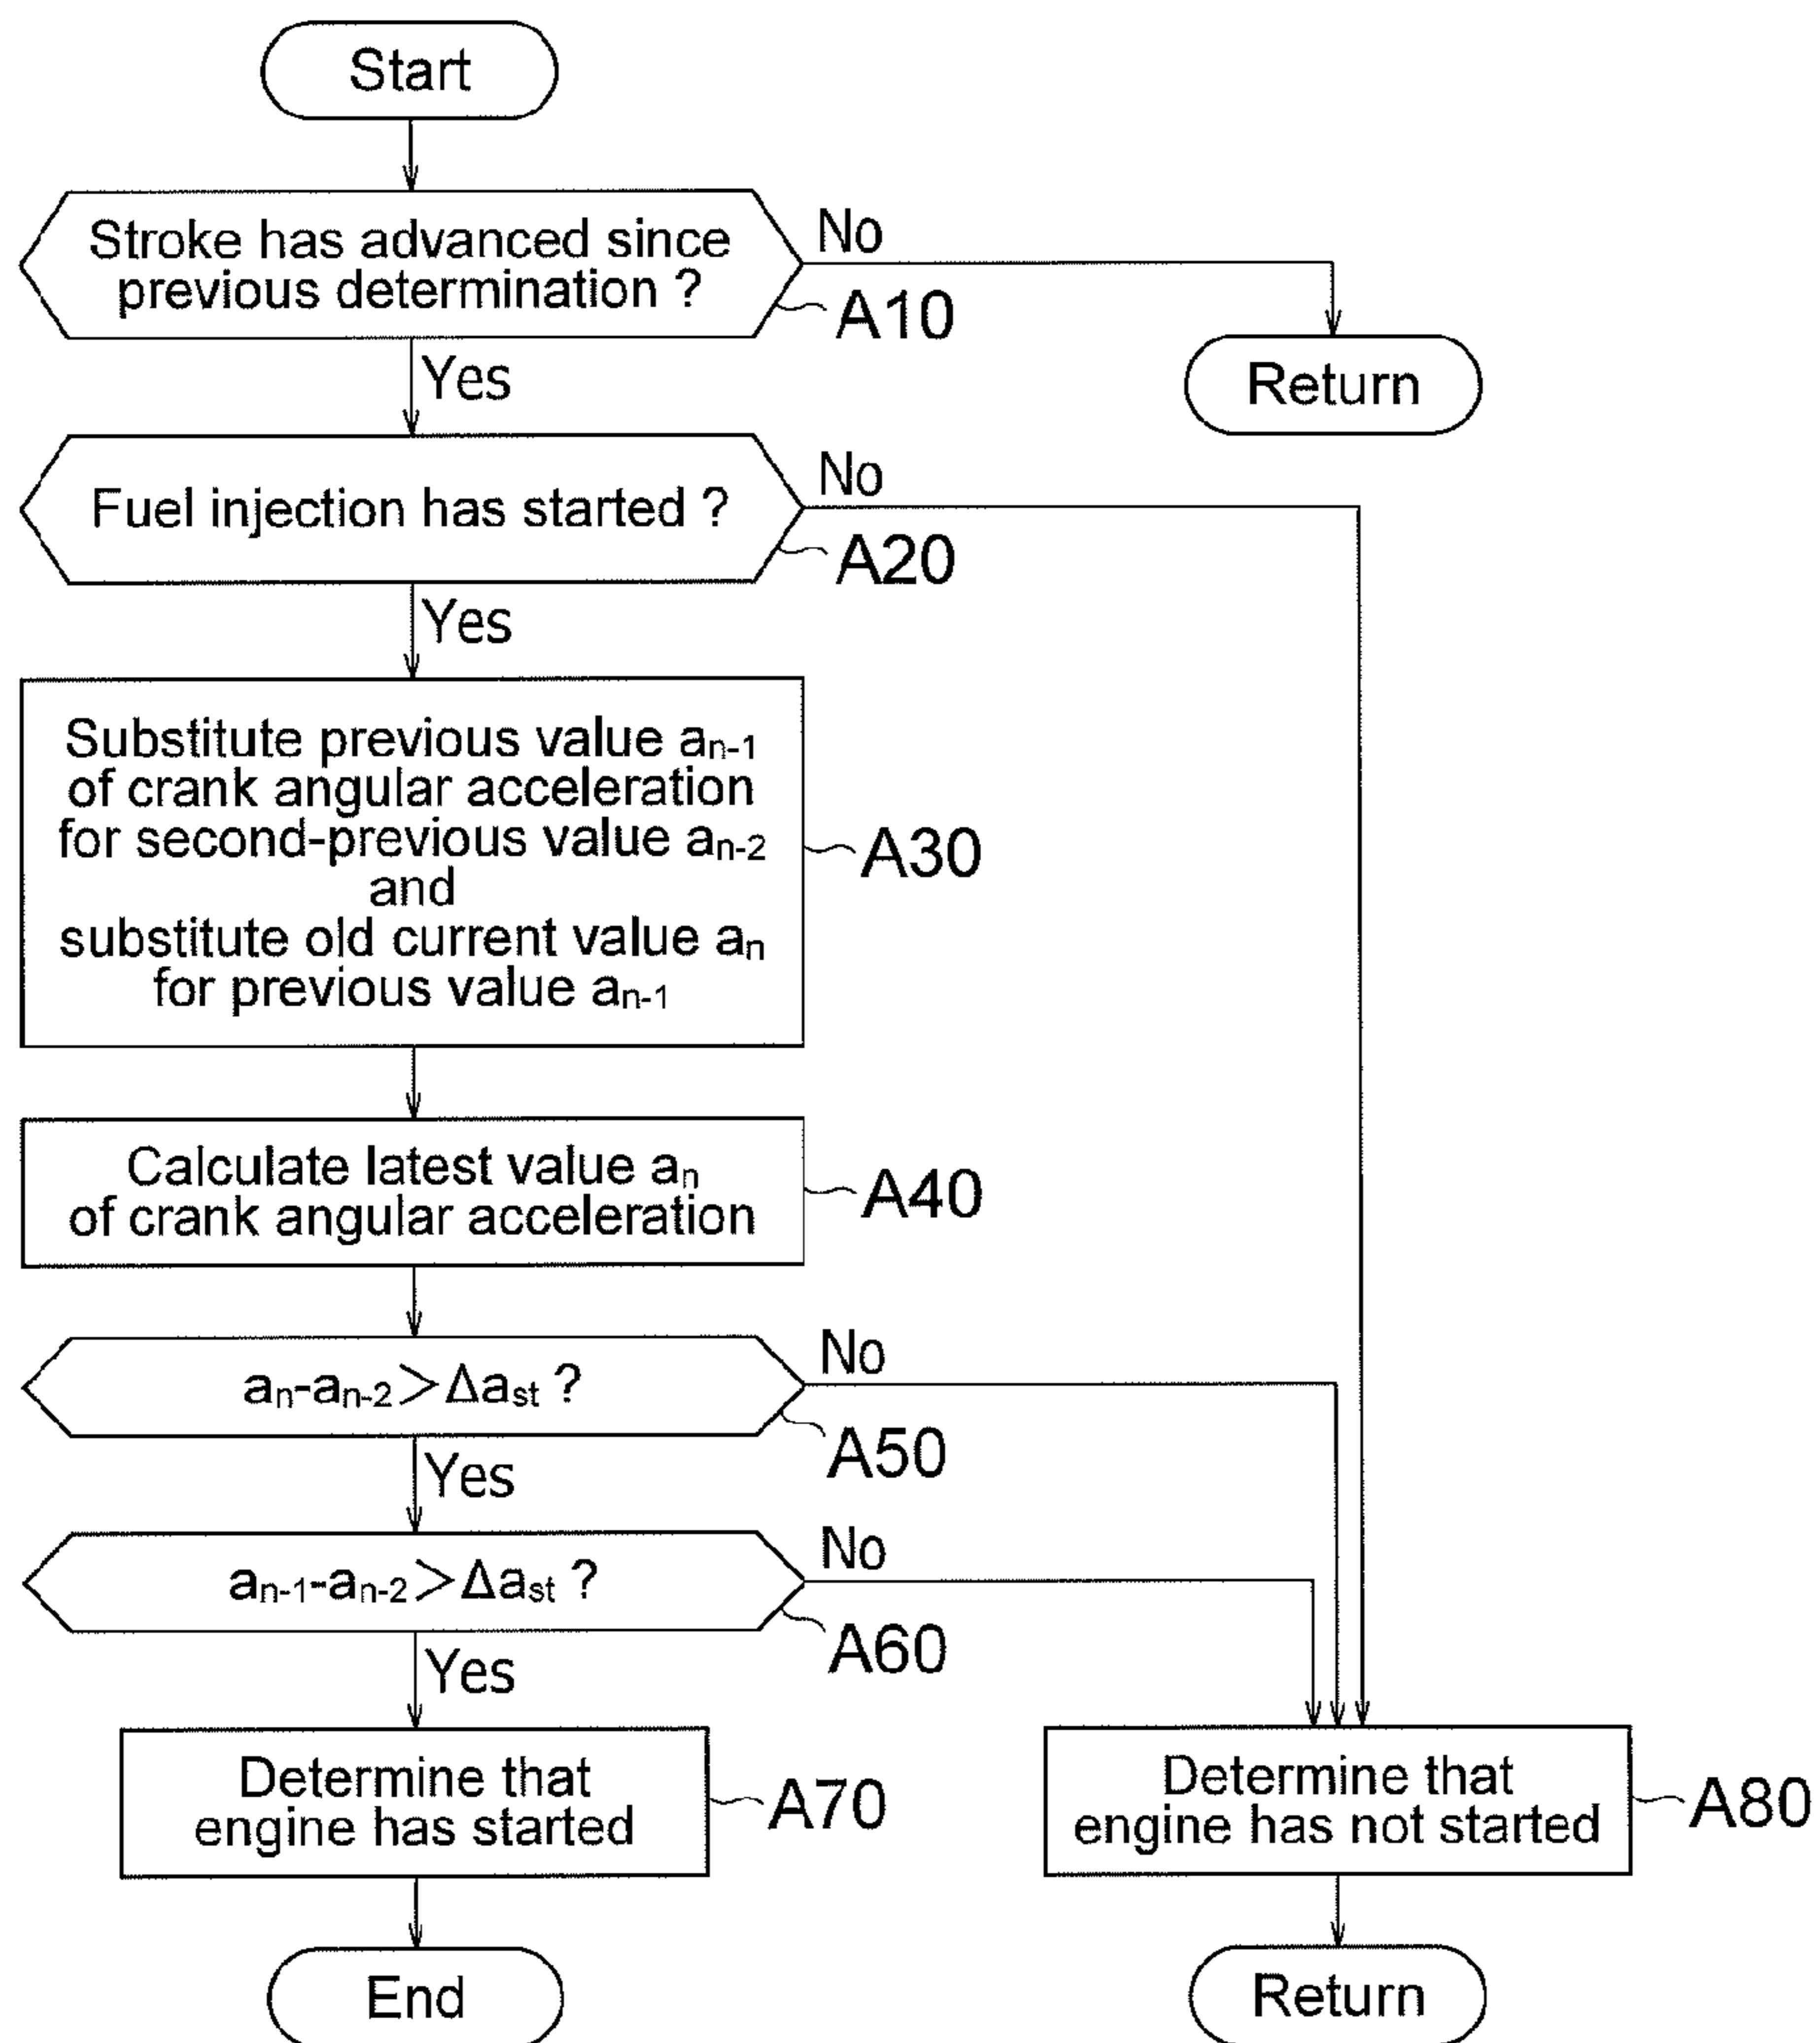 Start
Stroke has advanced since
previous determination ?
No
A10
Yes
Return
Fuel injection has started ?
No
A20
Yes
Substitute previous value aₙ₋₁
of crank angular acceleration
for second-previous value aₙ₋₂
and
substitute old current value aₙ
for previous value aₙ₋₁
A30
Calculate latest value aₙ
of crank angular acceleration
A40
aₙ-aₙ₋₂>Δaₛₜ ?
No
A50
Yes
aₙ₋₁-aₙ₋₂>Δaₛₜ ?
No
A60
Yes
Determine that
engine has started
A70
Determine that
engine has not started
A80
End
Return